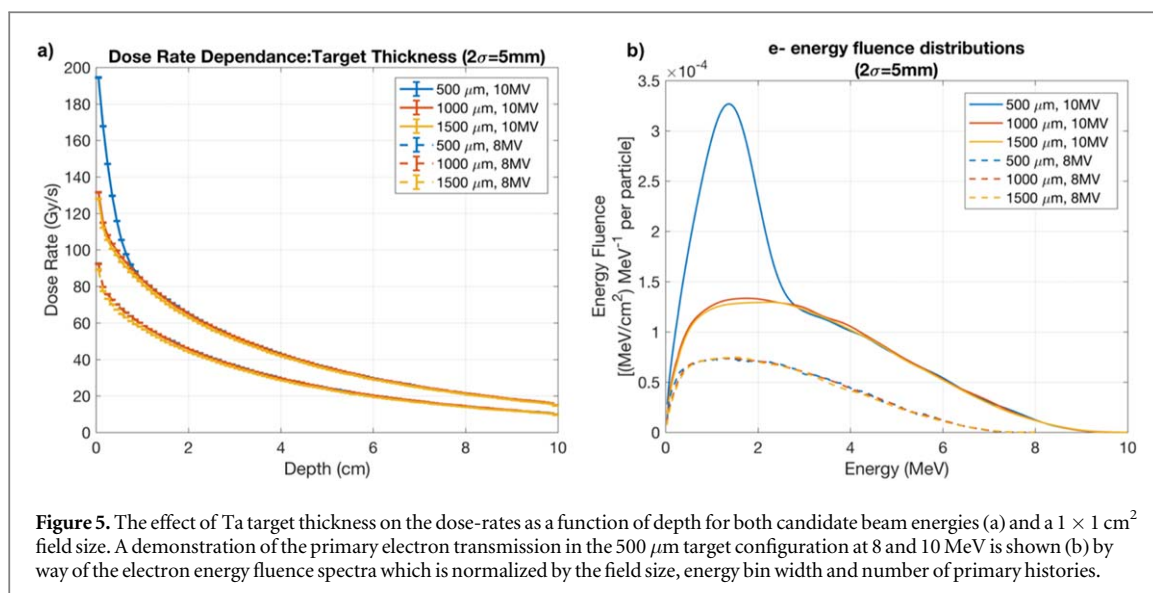 a)
Dose Rate Dependance:Target Thickness (2σ=5mm)
200
180
160
140
120
100
80
60
40
20
0
Dose Rate (Gy/s)
500 μm, 10MV
1000 μm, 10MV
1500 μm, 10MV
500 μm, 8MV
1000 μm, 8MV
1500 μm, 8MV
0 2 4 6 8 10
Depth (cm)
b)
e- energy fluence distributions
(2σ=5mm)
×10⁻⁴
3.5
3
2.5
2
1.5
1
0.5
0
Energy Fluence
[(MeV/cm²) MeV⁻¹ per particle]
500 μm, 10MV
1000 μm, 10MV
1500 μm, 10MV
500 μm, 8MV
1000 μm, 8MV
1500 μm, 8MV
0 2 4 6 8 10
Energy (MeV)
Figure 5. The effect of Ta target thickness on the dose-rates as a function of depth for both candidate beam energies (a) and a 1 × 1 cm²
field size. A demonstration of the primary electron transmission in the 500 μm target configuration at 8 and 10 MeV is shown (b) by
way of the electron energy fluence spectra which is normalized by the field size, energy bin width and number of primary histories.